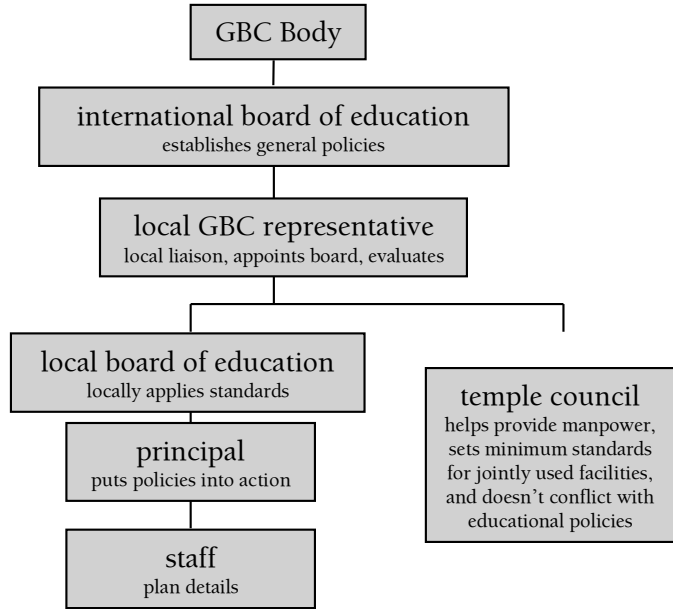 GBC Body
international board of education
establishes general policies
local GBC representative
local liaison, appoints board, evaluates
local board of education
locally applies standards
principal
puts policies into action
staff
plan details
temple council
helps provide manpower,
sets minimum standards
for jointly used facilities,
and doesn’t conflict with
educational policies